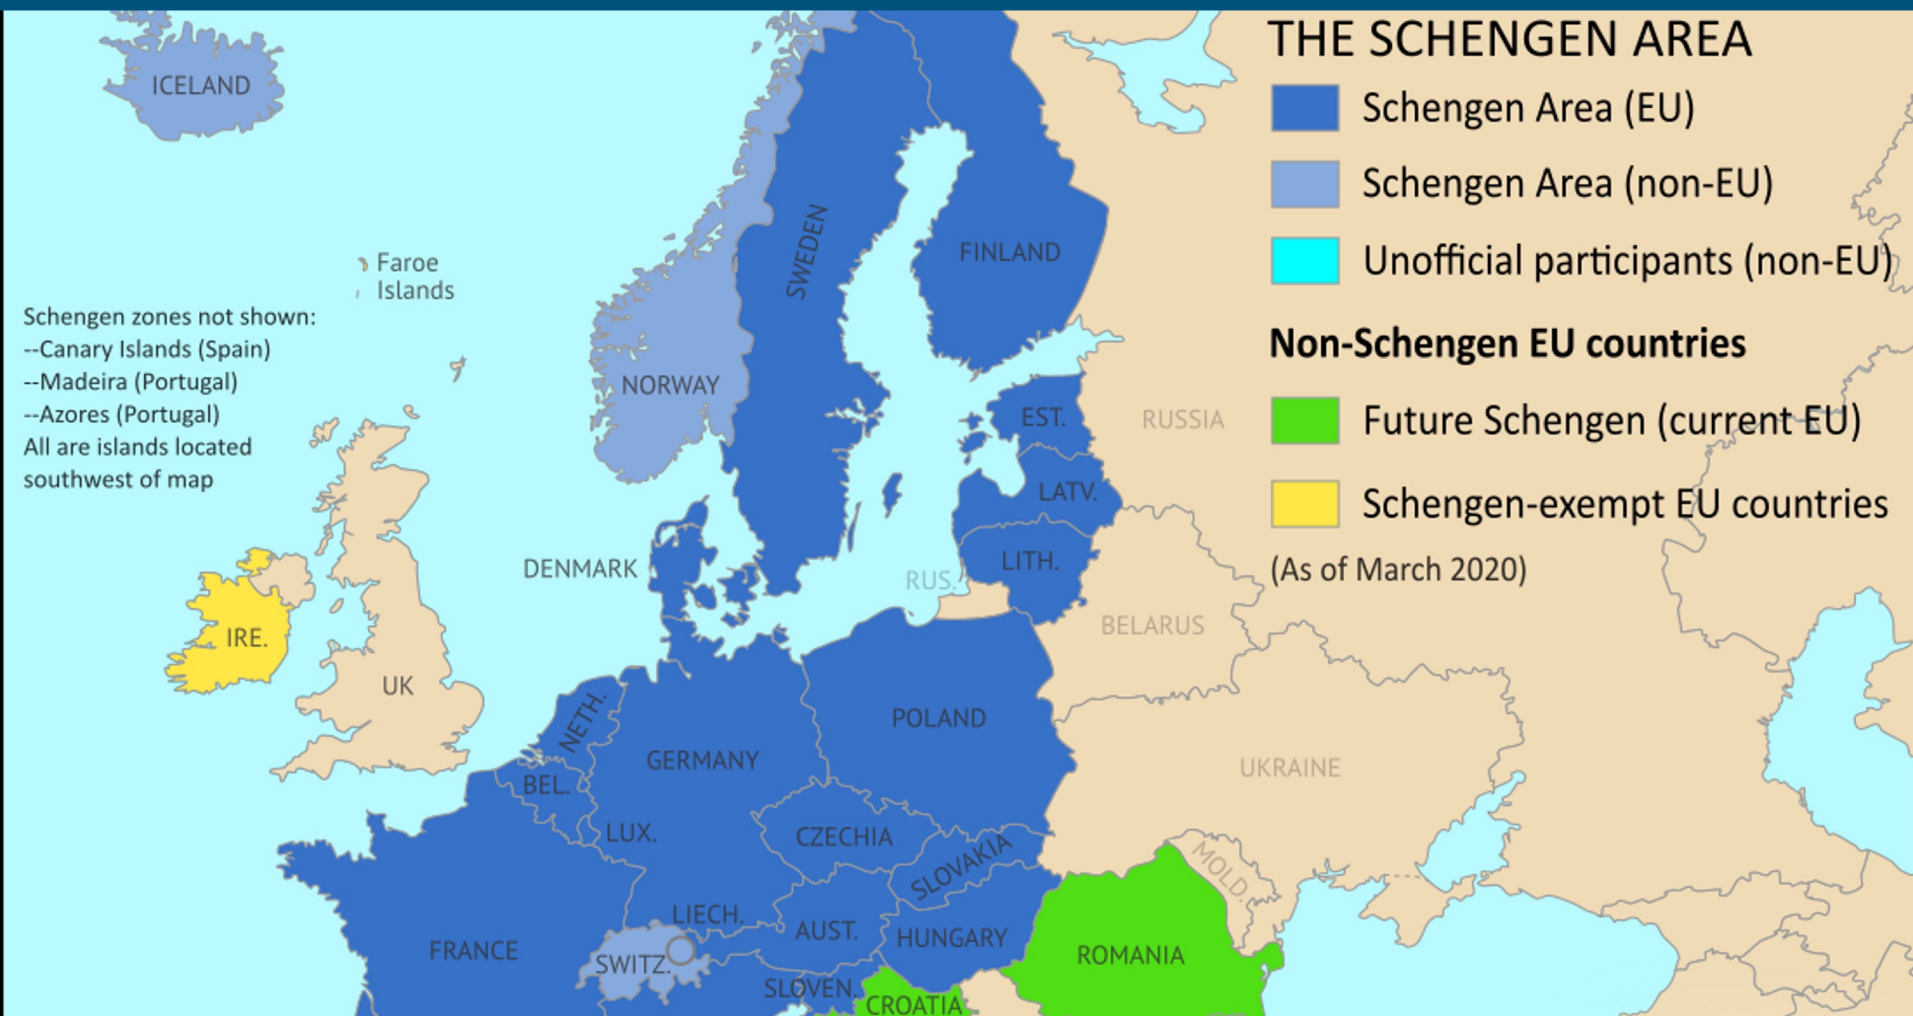 THE SCHENGEN AREA
Schengen Area (EU)
Schengen Area (non-EU)
Unofficial participants (non-EU)
Non-Schengen EU countries
Future Schengen (current EU)
Schengen-exempt EU countries
(As of March 2020)
ICELAND
Faroe
Islands
Schengen zones not shown:
--Canary Islands (Spain)
--Madeira (Portugal)
--Azores (Portugal)
All are islands located
southwest of map
SWEDEN
FINLAND
NORWAY
EST.
RUSSIA
LATV.
LITH.
DENMARK
RUS.
BELARUS
IRE.
UK
NETH.
POLAND
GERMANY
BEL.
UKRAINE
LUX.
CZECHIA
SLOVAKIA
MOLD.
LIECH.
AUST.
HUNGARY
FRANCE
SWITZ.
ROMANIA
SLOVEN.
CROATIA